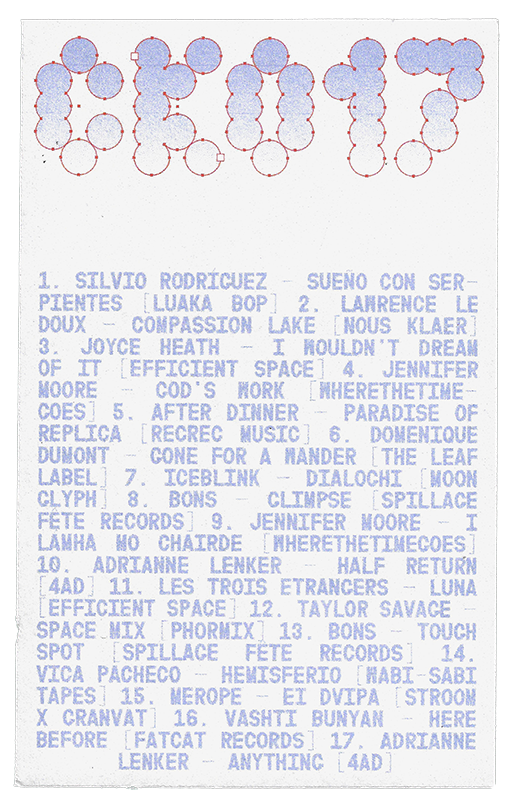 CK017
1. SILVIO RODRÍGUEZ – SUEÑO CON SER-
PIENTES [LUAKA BOP] 2. LAWRENCE LE
DOUX – COMPASSION LAKE [NOUS KLAER]
3. JOYCE HEATH – I WOULDN'T DREAM
OF IT [EFFICIENT SPACE] 4. JENNIFER
MOORE – GOD'S WORK [WHERETHETIME-
GOES] 5. AFTER DINNER – PARADISE OF
REPLICA [RECREC MUSIC] 6. DOMENIQUE
DUMONT – GONE FOR A WANDER [THE LEAF
LABEL] 7. ICEBLINK – DIALOGHI [MOON
GLYPH] 8. BONS – GLIMPSE [SPILLAGE
FÊTE RECORDS] 9. JENNIFER MOORE – I
LAMHA MO CHAIRDE [WHERETHETIMEGOES]
10. ADRIANNE LENKER – HALF RETURN
[4AD] 11. LES TROIS ETRANGERS – LUNA
[EFFICIENT SPACE] 12. TAYLOR SAVAGE –
SPACE MIX [PHORMIX] 13. BONS – TOUCH
SPOT [SPILLAGE FÊTE RECORDS] 14.
VICA PACHECO – HEMISFERIO [WABI-SABI
TAPES] 15. MEROPE – EI DVIPA [STROOM
X GRANVAT] 16. VASHTI BUNYAN – HERE
BEFORE [FATCAT RECORDS] 17. ADRIANNE
LENKER – ANYTHING [4AD]